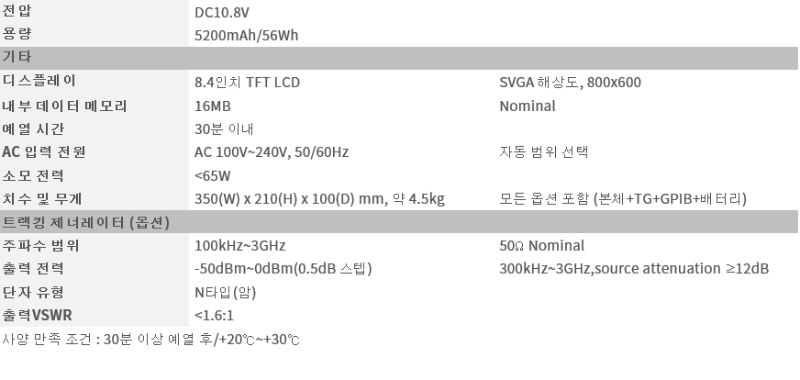 전압 DC10.8V
용량 5200mAh/56Wh
기타
디스플레이 8.4인치 TFT LCD SVGA 해상도, 800x600
내부 데이터 메모리 16MB Nominal
예열 시간 30분 이내
AC 입력 전원 AC 100V~240V, 50/60Hz 자동 범위 선택
소모 전력 <65W
치수 및 무게 350(W) x 210(H) x 100(D) mm, 약 4.5kg 모든 옵션 포함 (본체+TG+GPIB+배터리)
트랙킹 제너레이터 (옵션)
주파수 범위 100kHz~3GHz 50Ω Nominal
출력 전력 -50dBm~0dBm(0.5dB 스텝) 300kHz~3GHz,source attenuation ≥12dB
단자 유형 N타입(암)
출력VSWR <1.6:1
사양 만족 조건 : 30분 이상 예열 후/+20℃~+30℃